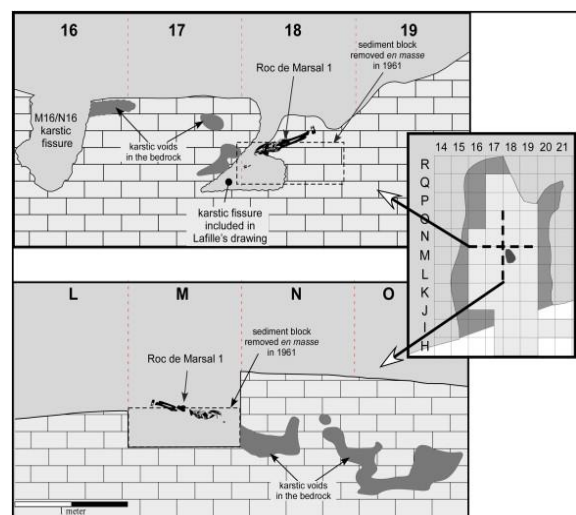 16 17 18 19
sediment block
removed en masse
in 1961
Roc de Marsal 1
M16/N16
karstic
fissure
karstic voids
in the bedrock
karstic fissure
included in
Lafille's drawing
14 15 16 17 18 19 20 21
R
Q
P
O
N
M
L
K
J
I
H
L M N O
sediment block
removed en masse
in 1961
Roc de Marsal 1
karstic voids
in the bedrock
1 meter